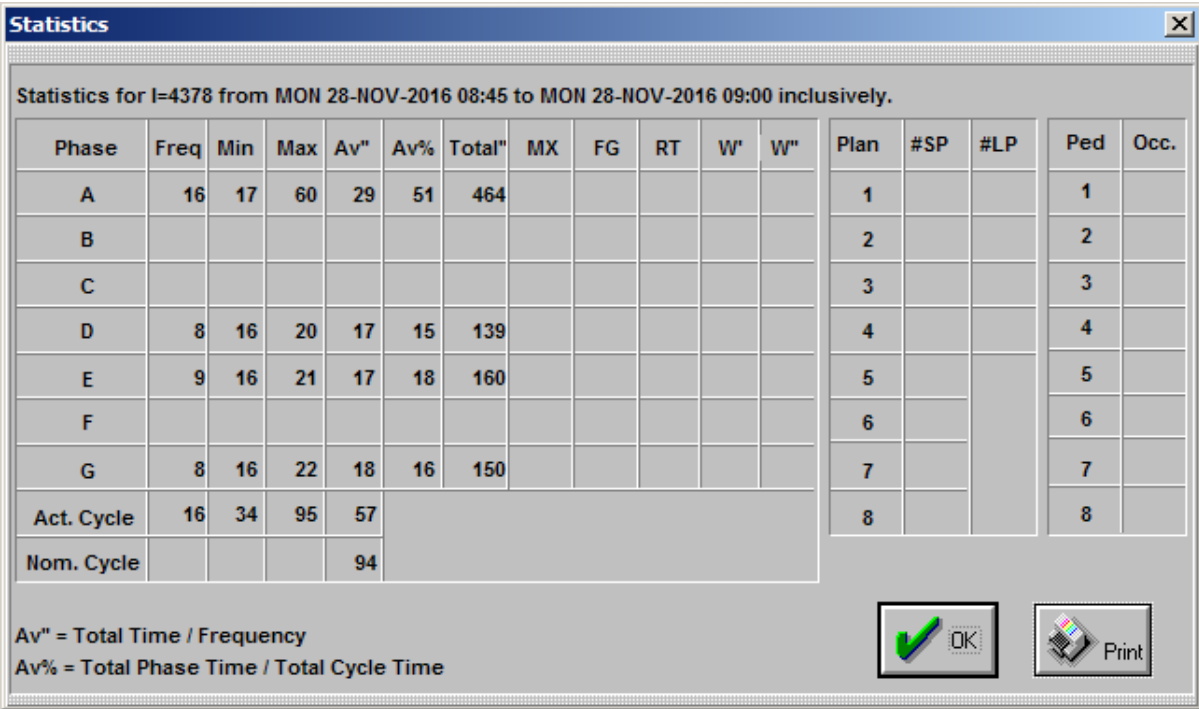 Statistics
Statistics for I=4378 from MON 28-NOV-2016 08:45 to MON 28-NOV-2016 09:00 inclusively.
Phase Freq Min Max Av" Av% Total" MX FG RT W' W" Plan #SP #LP Ped Occ.
A 16 17 60 29 51 464 1 1
B 2 2
C 3 3
D 8 16 20 17 15 139 4 4
E 9 16 21 17 18 160 5 5
F 6 6
G 8 16 22 18 16 150 7 7
Act. Cycle 16 34 95 57 8 8
Nom. Cycle 94
Av" = Total Time / Frequency
Av% = Total Phase Time / Total Cycle Time
OK
Print